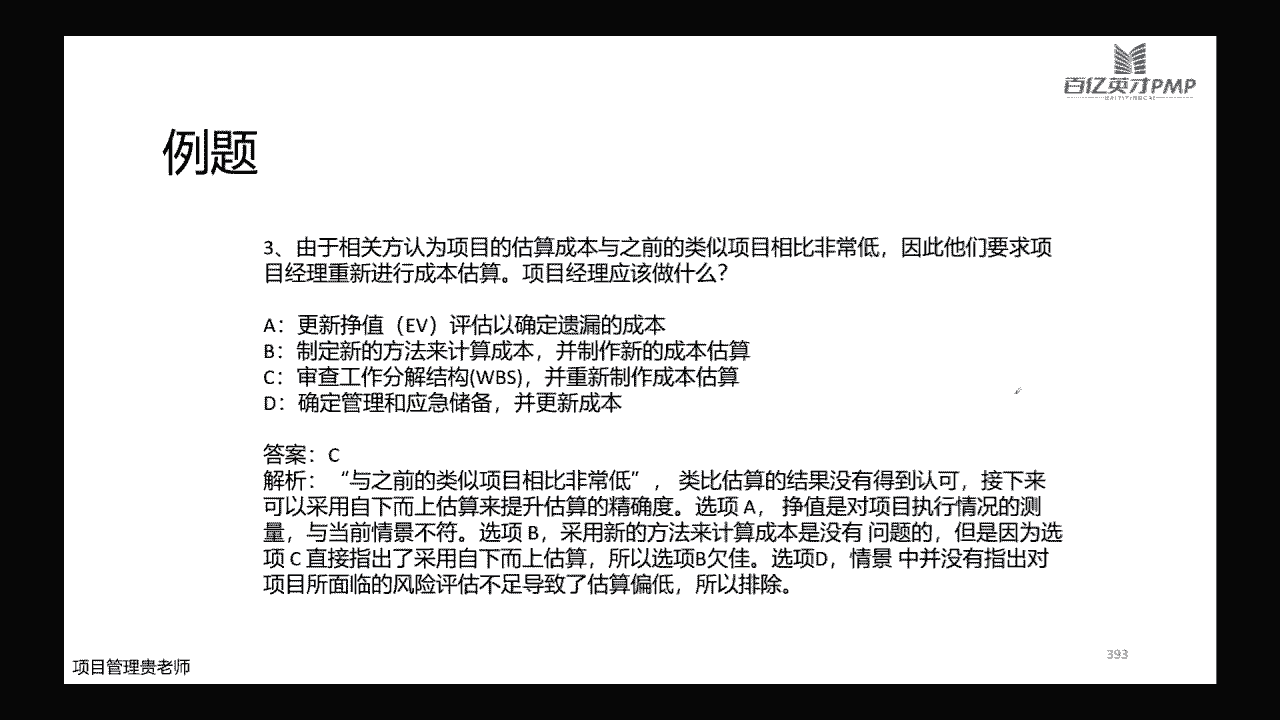 百亿英才PMP
例题
3、由于相关方认为项目的估算成本与之前的类似项目相比非常低，因此他们要求项
目经理重新进行成本估算。项目经理应该做什么？
A：更新挣值（EV）评估以确定遗漏的成本
B：制定新的方法来计算成本，并制作新的成本估算
C：审查工作分解结构(WBS)，并重新制作成本估算
D：确定管理和应急储备，并更新成本
答案：C
解析：“与之前的类似项目相比非常低”，类比估算的结果没有得到认可，接下来
可以采用自下而上估算来提升估算的精确度。选项 A， 挣值是对项目执行情况的测
量，与当前情景不符。选项 B，采用新的方法来计算成本是没有 问题的，但是因为选
项 C 直接指出了采用自下而上估算，所以选项B欠佳。选项D，情景 中并没有指出对
项目所面临的风险评估不足导致了估算偏低，所以排除。
393
项目管理贵老师